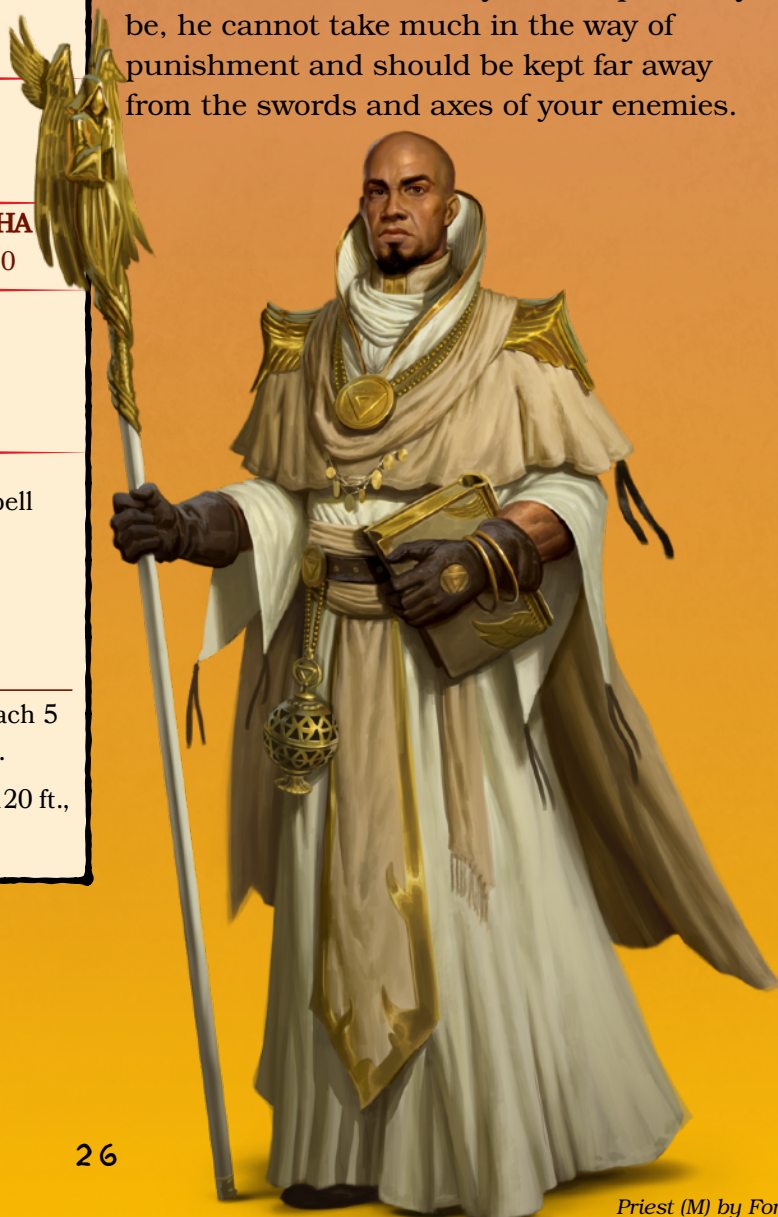 be, he cannot take much in the way of
punishment and should be kept far away
from the swords and axes of your enemies.
HA
0
pell
ach 5
.
20 ft.,
26
Priest (M) by For